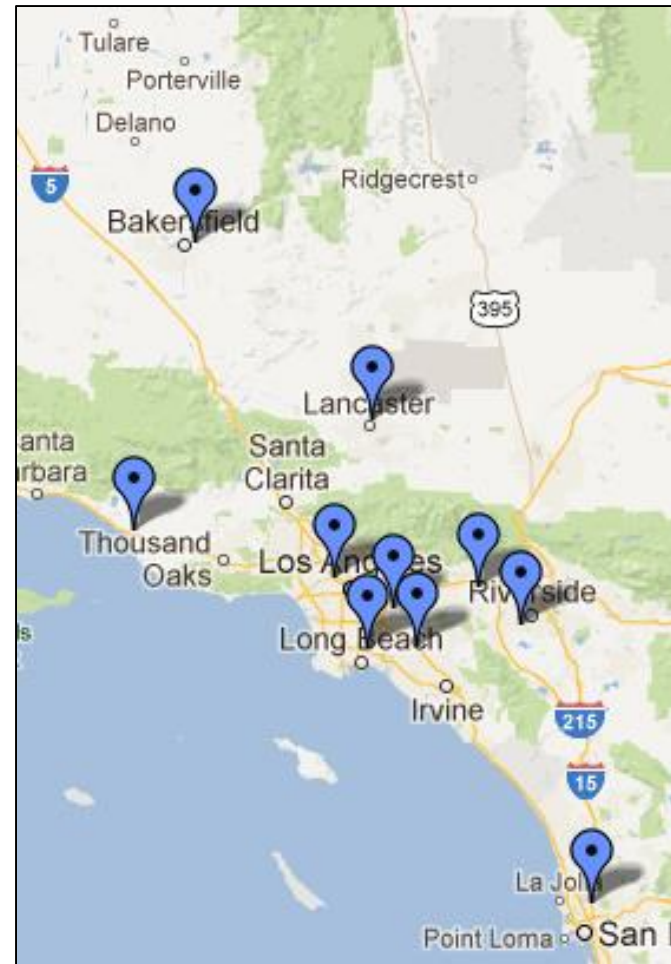 Tulare
Porterville
Delano
Ridgecrest
5
Bakersfield
395
Lancaster
anta
rbara
Santa
Clarita
Thousand
Oaks
Los Angeles
Riverside
Long Beach
Irvine
215
15
La Jolla
Point Loma
San
ls